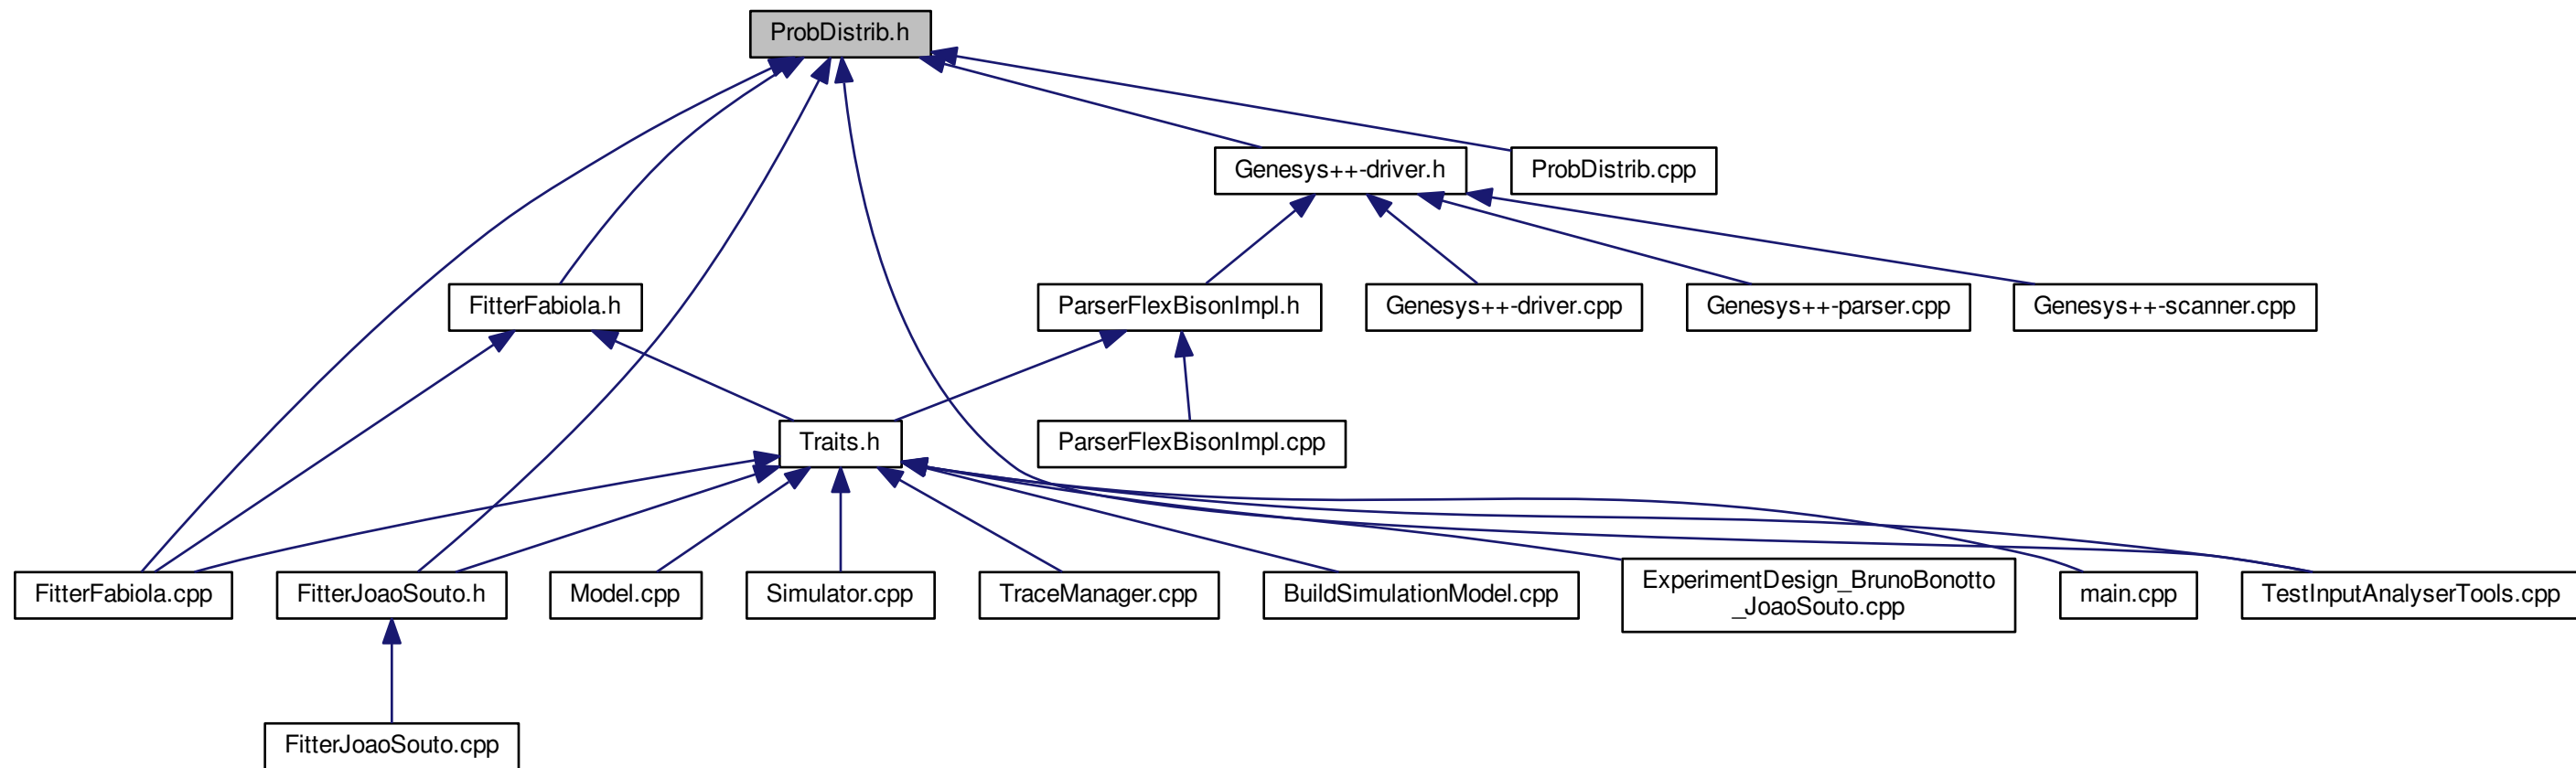 ProbDistrib.h
Genesys++-driver.h
ProbDistrib.cpp
FitterFabiola.h
ParserFlexBisonImpl.h
Genesys++-driver.cpp
Genesys++-parser.cpp
Genesys++-scanner.cpp
Traits.h
ParserFlexBisonImpl.cpp
FitterFabiola.cpp
FitterJoaoSouto.h
Model.cpp
Simulator.cpp
TraceManager.cpp
BuildSimulationModel.cpp
ExperimentDesign_BrunoBonotto
_JoaoSouto.cpp
main.cpp
TestInputAnalyserTools.cpp
FitterJoaoSouto.cpp